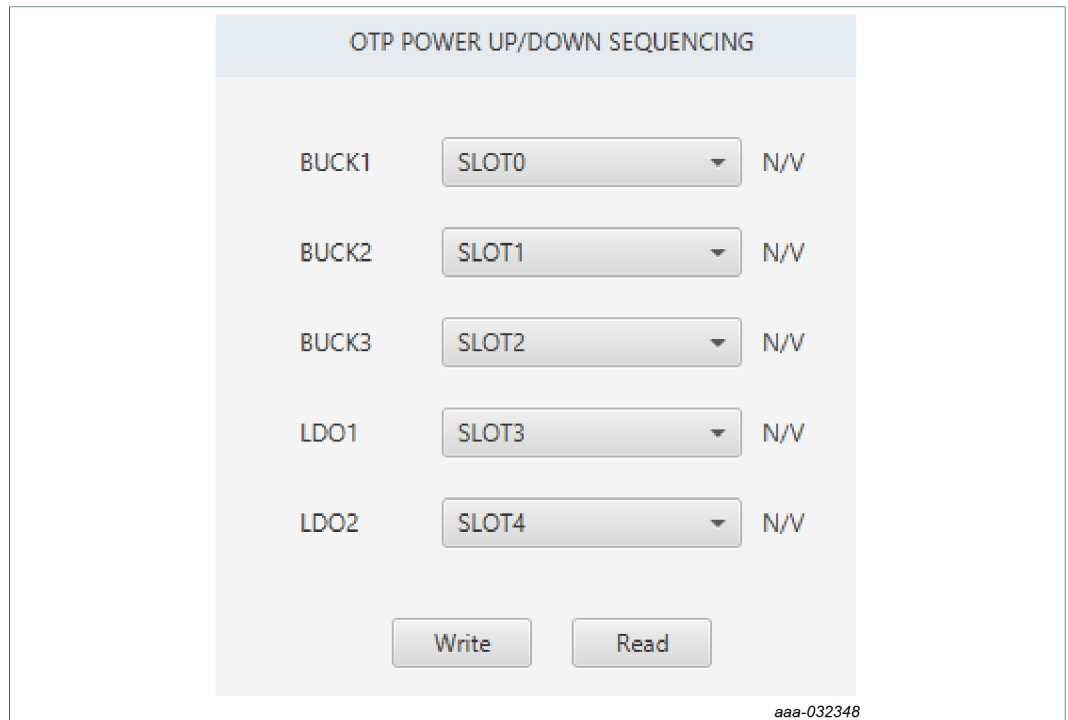 OTP POWER UP/DOWN SEQUENCING
BUCK1 SLOT0 N/V
BUCK2 SLOT1 N/V
BUCK3 SLOT2 N/V
LDO1 SLOT3 N/V
LDO2 SLOT4 N/V
Write Read
aaa-032348